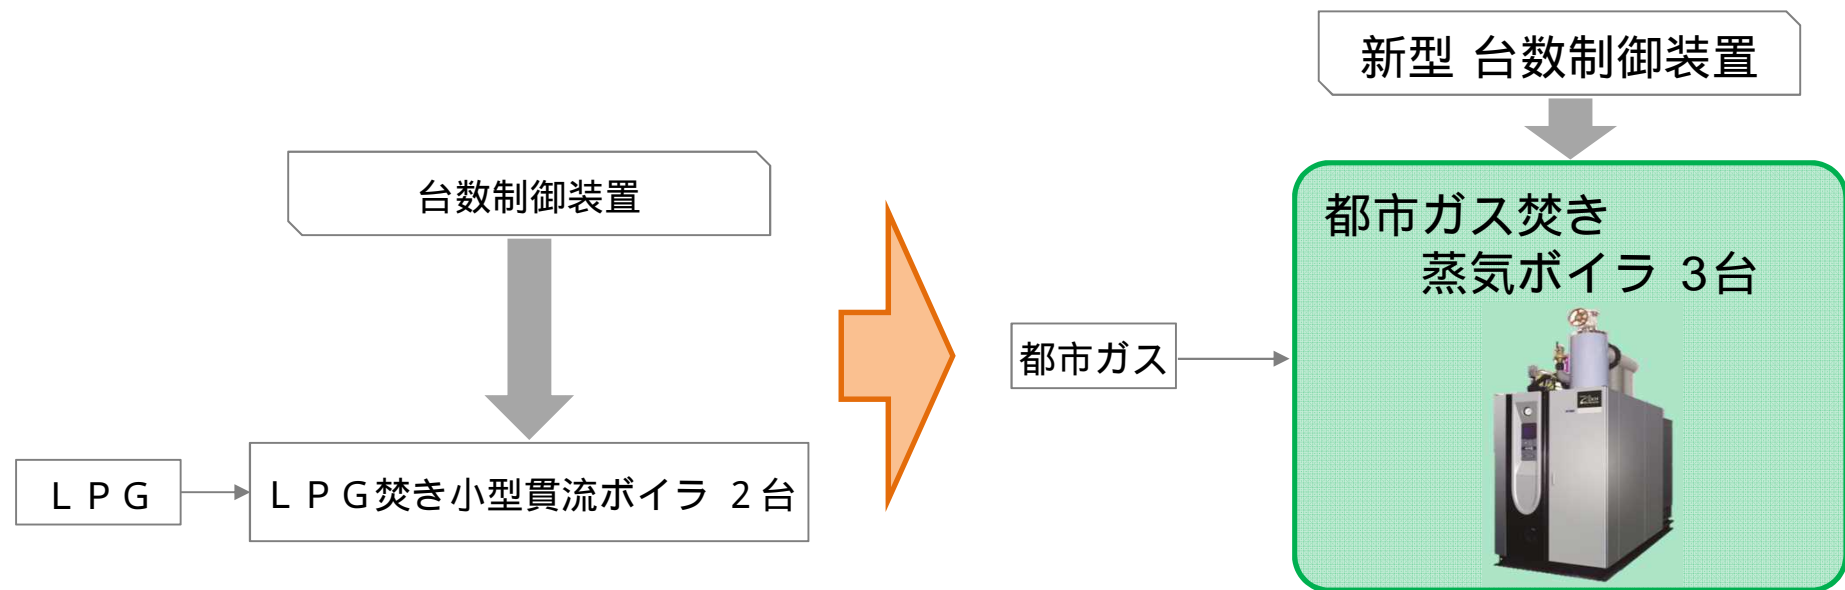 台数制御装置
ＬＰＧ
ＬＰＧ焚き小型貫流ボイラ ２台
新型 台数制御装置
都市ガス
都市ガス焚き
蒸気ボイラ 3台